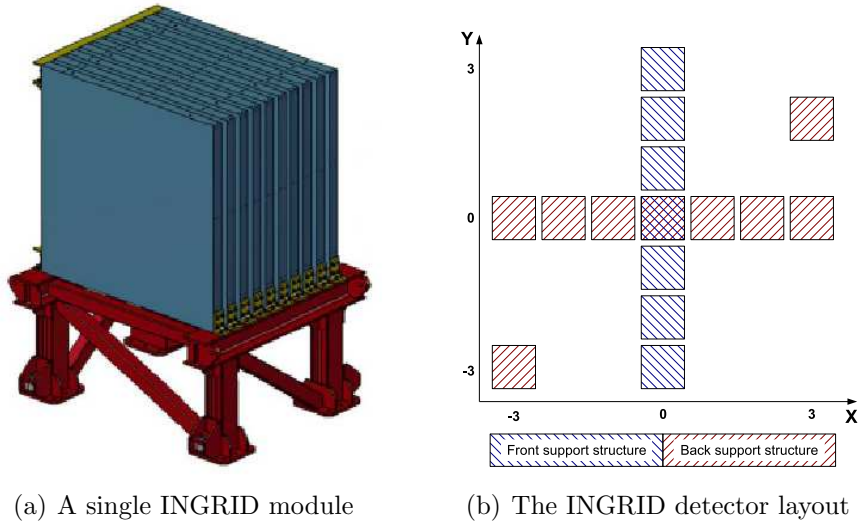 Y
3
0
-3
-3
0
3
X
Front support structure
Back support structure
(a) A single INGRID module
(b) The INGRID detector layout